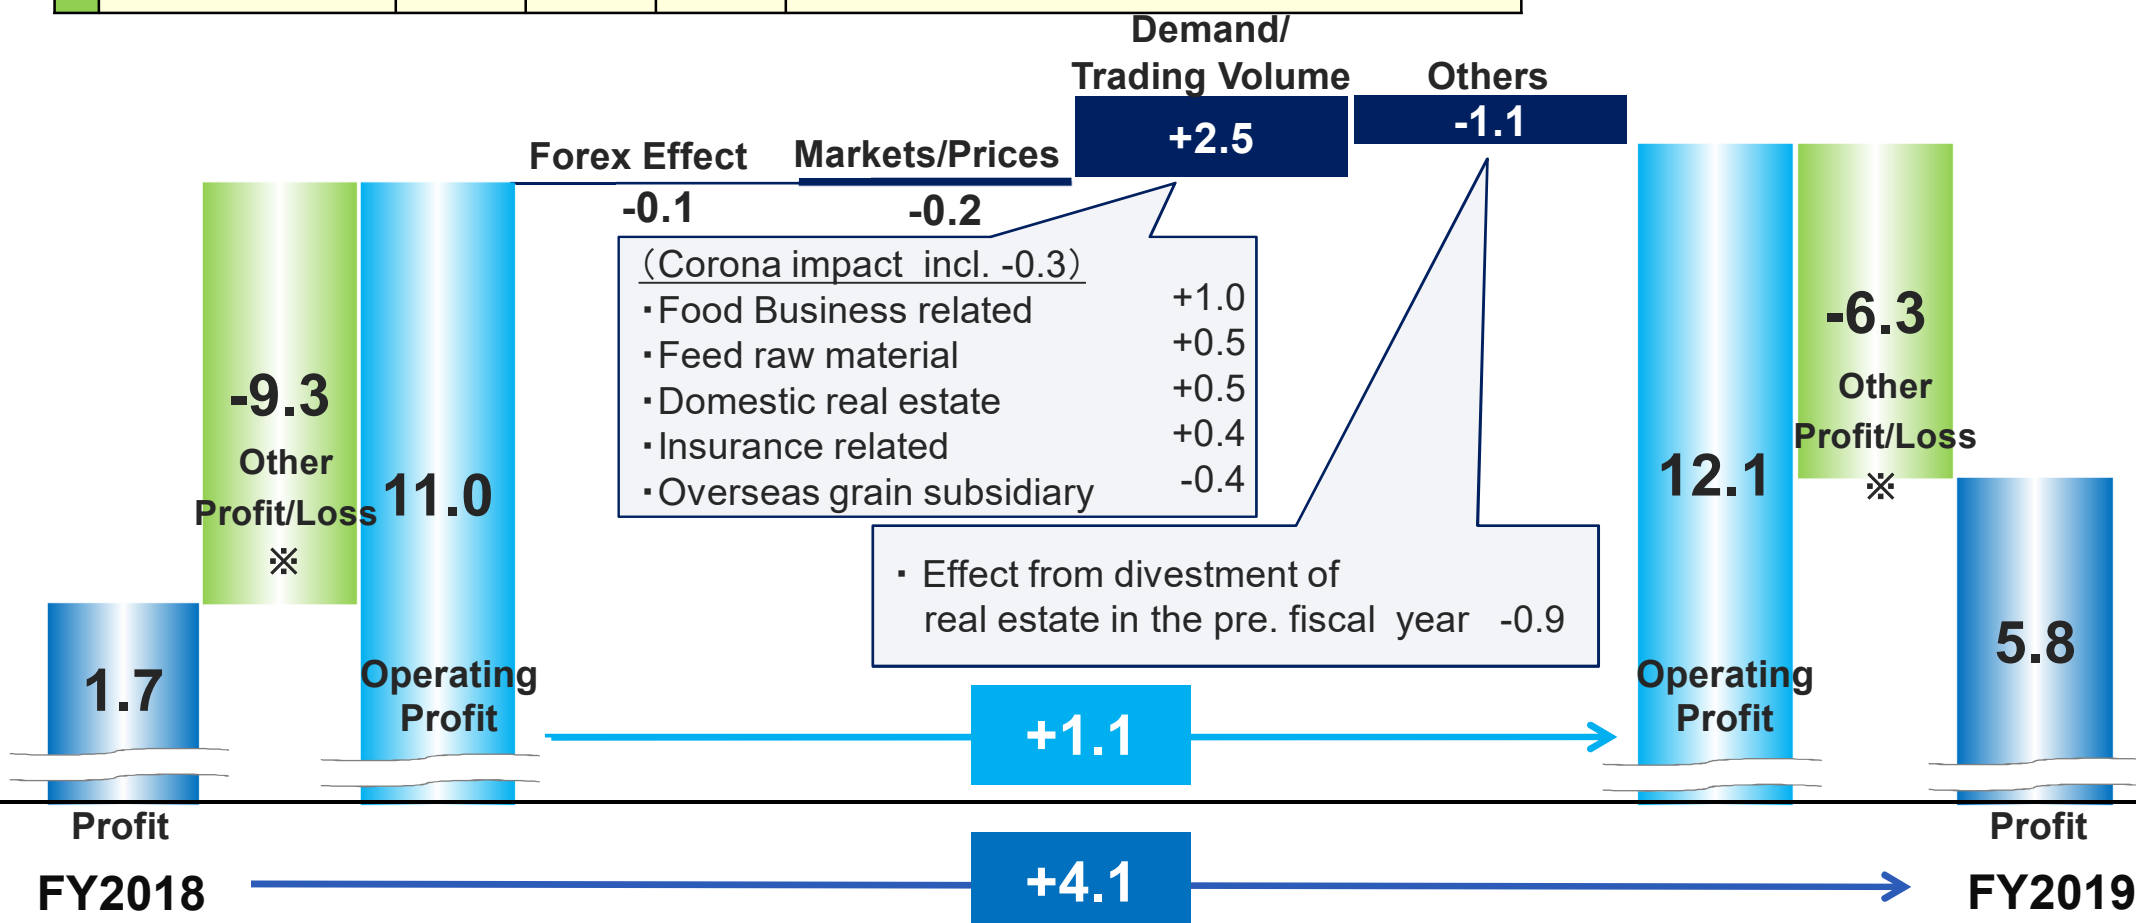 Demand/
Trading Volume
Others
+2.5
-1.1
Forex Effect
Markets/Prices
-0.1
-0.2
（Corona impact  incl. -0.3）
・Food Business related +1.0
・Feed raw material +0.5
・Domestic real estate +0.5
・Insurance related +0.4
・Overseas grain subsidiary -0.4
・ Effect from divestment of
real estate in the pre. fiscal  year   -0.9
-9.3
Other
Profit/Loss
※
11.0
Operating
Profit
1.7
Profit
FY2018
+1.1
+4.1
12.1
Operating
Profit
-6.3
Other
Profit/Loss
※
5.8
Profit
FY2019